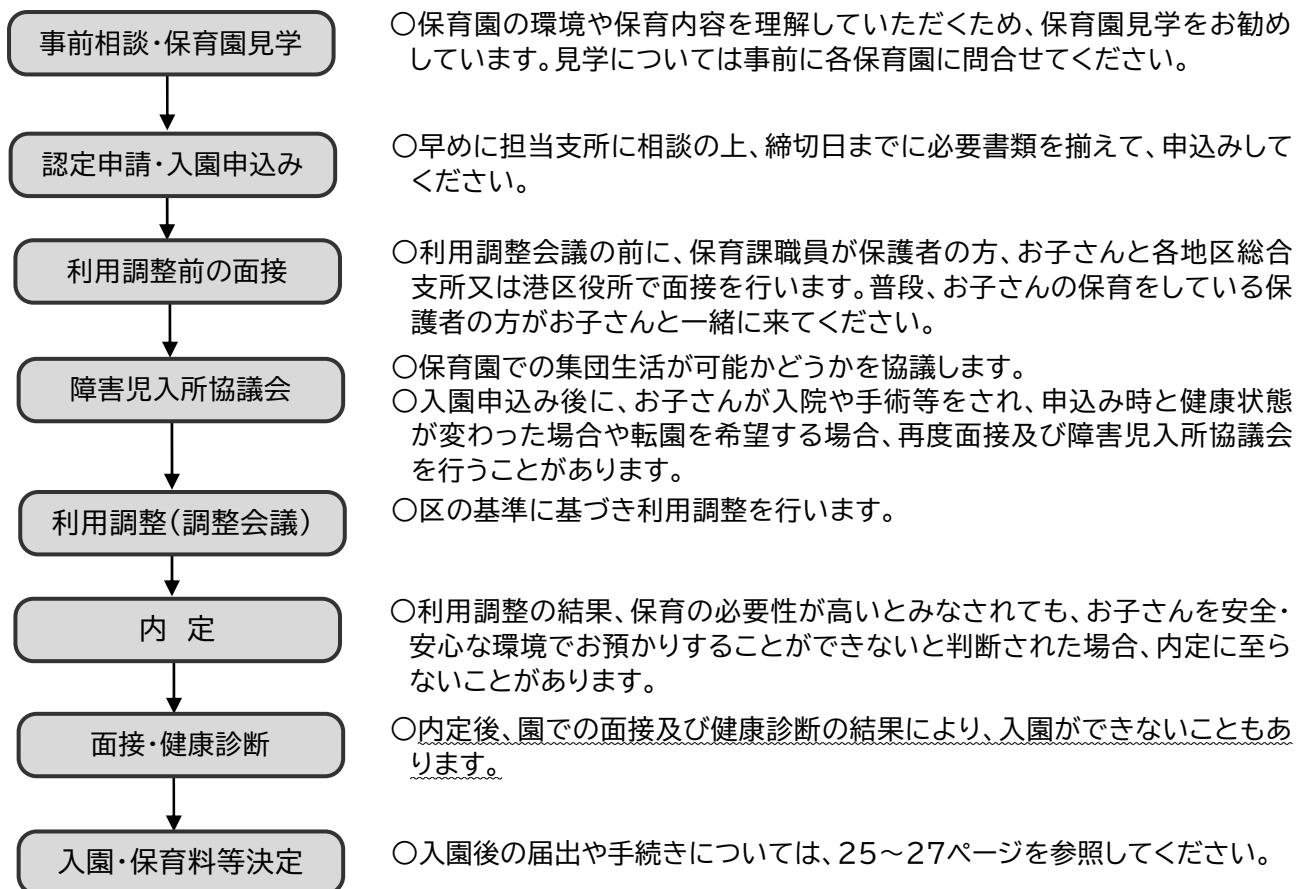 事前相談・保育園見学
○保育園の環境や保育内容を理解していただくため、保育園見学をお勧め
しています。見学については事前に各保育園に問合せてください。
認定申請・入園申込み
○早めに担当支所に相談の上、締切日までに必要書類を揃えて、申込みして
ください。
利用調整前の面接
○利用調整会議の前に、保育課職員が保護者の方、お子さんと各地区総合
支所又は港区役所で面接を行います。普段、お子さんの保育をしている保
護者の方がお子さんと一緒に来てください。
障害児入所協議会
○保育園での集団生活が可能かどうかを協議します。
○入園申込み後に、お子さんが入院や手術等をされ、申込み時と健康状態
が変わった場合や転園を希望する場合、再度面接及び障害児入所協議会
を行うことがあります。
利用調整(調整会議)
○区の基準に基づき利用調整を行います。
内 定
○利用調整の結果、保育の必要性が高いとみなされても、お子さんを安全・
安心な環境でお預かりすることができないと判断された場合、内定に至ら
ないことがあります。
面接・健康診断
○内定後、園での面接及び健康診断の結果により、入園ができないこともあ
ります。
入園・保育料等決定
○入園後の届出や手続きについては、25~27ページを参照してください。